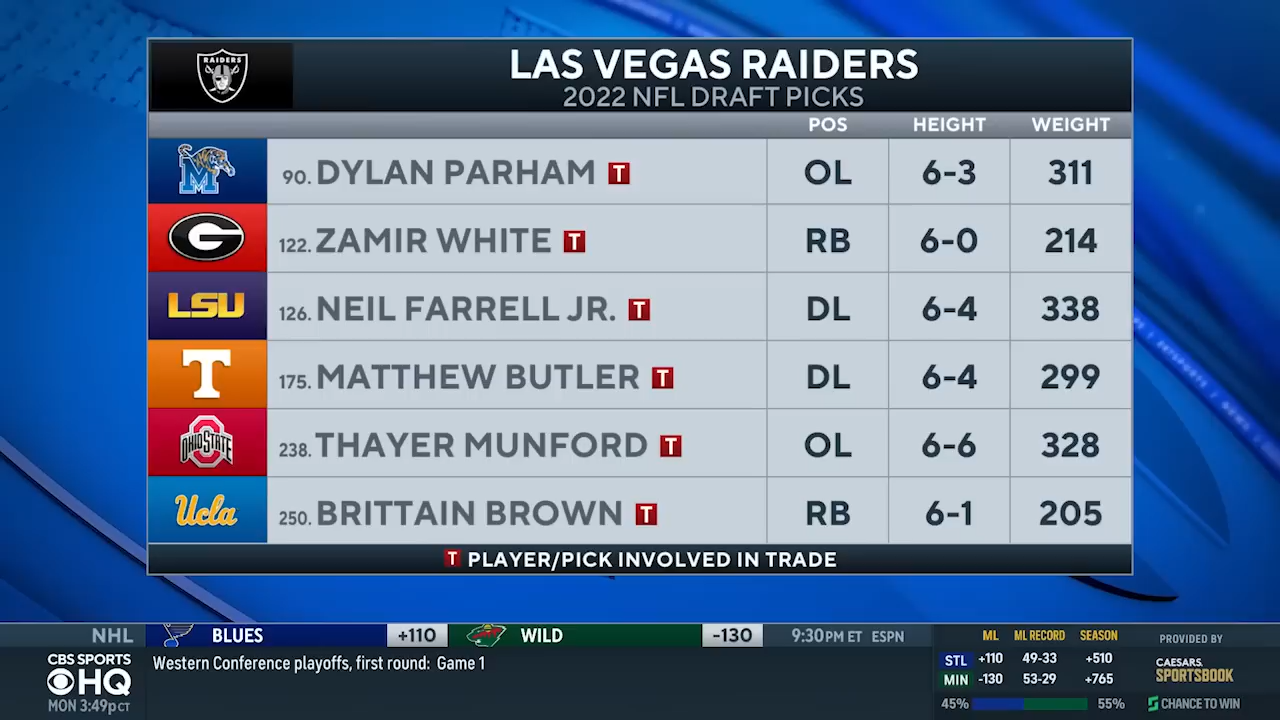 RAIDERS
LAS VEGAS RAIDERS
2022 NFL DRAFT PICKS
POS HEIGHT WEIGHT
M 90. DYLAN PARHAM T OL 6-3 311
G 122. ZAMIR WHITE T RB 6-0 214
LSU 126. NEIL FARRELL JR. T DL 6-4 338
T 175. MATTHEW BUTLER T DL 6-4 299
OHIO STATE 238. THAYER MUNFORD T OL 6-6 328
Ucla 250. BRITTAIN BROWN T RB 6-1 205
T PLAYER/PICK INVOLVED IN TRADE
NHL BLUES +110 WILD -130 9:30PM ET ESPN
Western Conference playoffs, first round: Game 1
CBS SPORTS
HQ
MON 3:49PCT
ML ML RECORD SEASON
STL +110 49-33 +510
MIN -130 53-29 +765
45% 55%
PROVIDED BY
CAESARS
SPORTSBOOK
CHANCE TO WIN